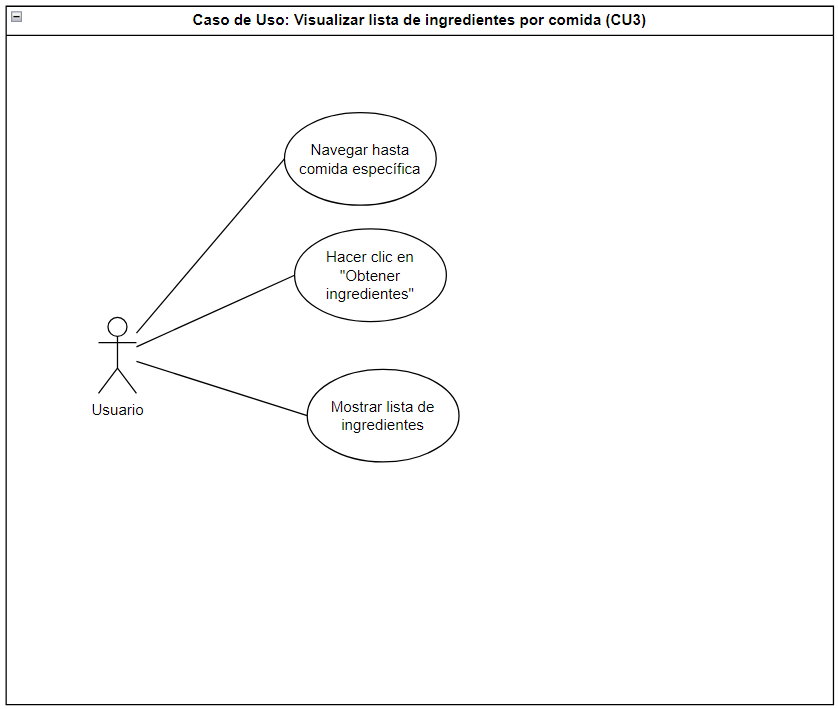 Caso de Uso: Visualizar lista de ingredientes por comida (CU3)
Navegar hasta
comida específica
Hacer clic en
"Obtener
ingredientes"
Mostrar lista de
ingredientes
Usuario